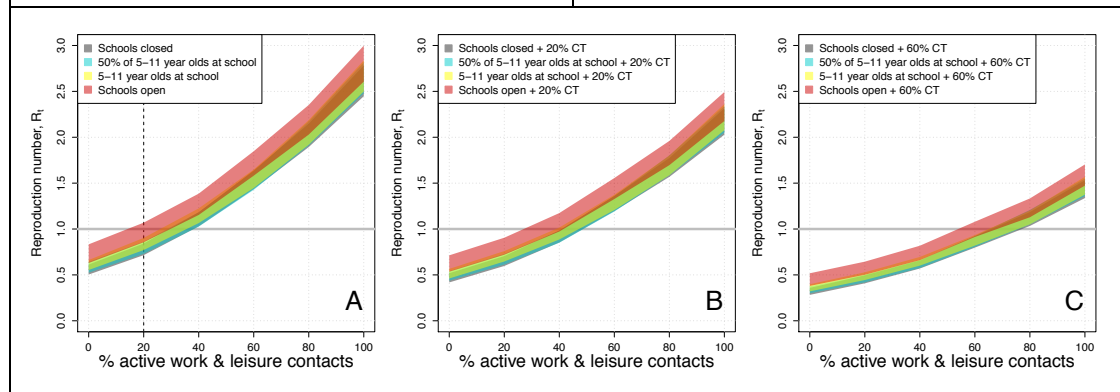 Schools closed
50% of 5–11 year olds at school
5–11 year olds at school
Schools open
Reproduction number, Rt
3.0
2.5
2.0
1.5
1.0
0.5
0.0
A
0 20 40 60 80 100
% active work & leisure contacts
Schools closed + 20% CT
50% of 5–11 year olds at school + 20% CT
5–11 year olds at school + 20% CT
Schools open + 20% CT
Reproduction number, Rt
3.0
2.5
2.0
1.5
1.0
0.5
0.0
B
0 20 40 60 80 100
% active work & leisure contacts
Schools closed + 60% CT
50% of 5–11 year olds at school + 60% CT
5–11 year olds at school + 60% CT
Schools open + 60% CT
Reproduction number, Rt
3.0
2.5
2.0
1.5
1.0
0.5
0.0
C
0 20 40 60 80 100
% active work & leisure contacts